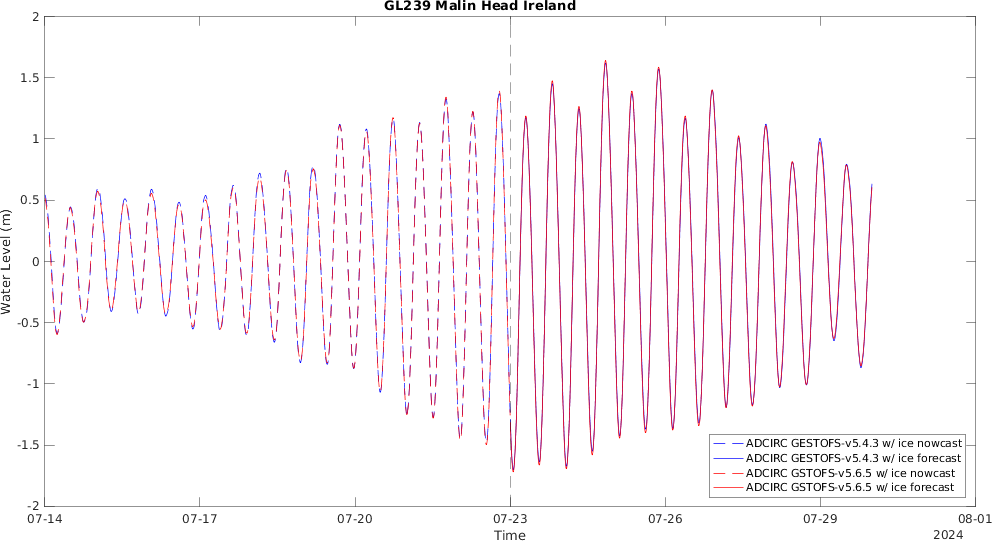 GL239 Malin Head Ireland
2
1.5
1
0.5
0
-0.5
-1
-1.5
-2
Water Level (m)
07-14
07-17
07-20
07-23
07-26
07-29
08-01
Time
2024
ADCIRC GESTOFS-v5.4.3 w/ ice nowcast
ADCIRC GESTOFS-v5.4.3 w/ ice forecast
ADCIRC GSTOFS-v5.6.5 w/ ice nowcast
ADCIRC GSTOFS-v5.6.5 w/ ice forecast